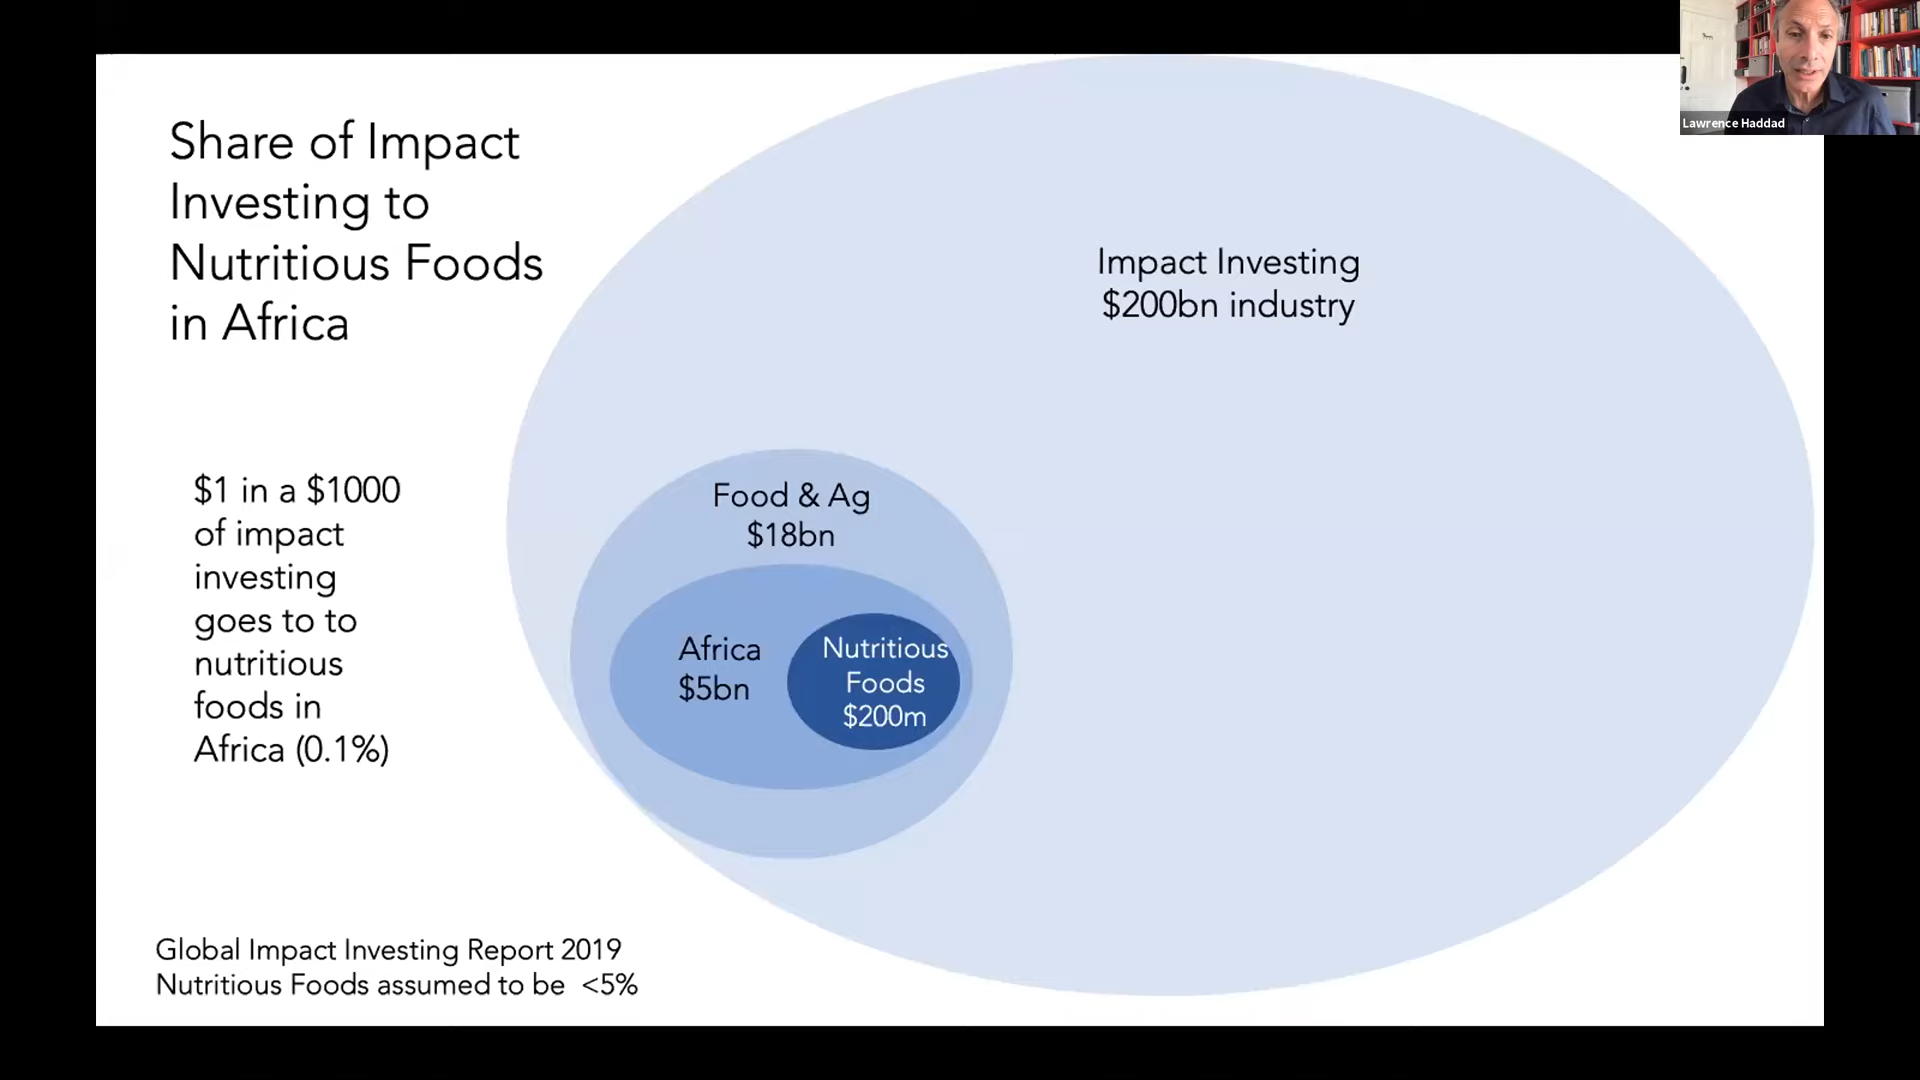 Lawrence Haddad
Share of Impact
Investing to
Nutritious Foods
in Africa
Impact Investing
$200bn industry
$1 in a $1000
of impact
investing
goes to to
nutritious
foods in
Africa (0.1%)
Food & Ag
$18bn
Africa
$5bn
Nutritious
Foods
$200m
Global Impact Investing Report 2019
Nutritious Foods assumed to be <5%